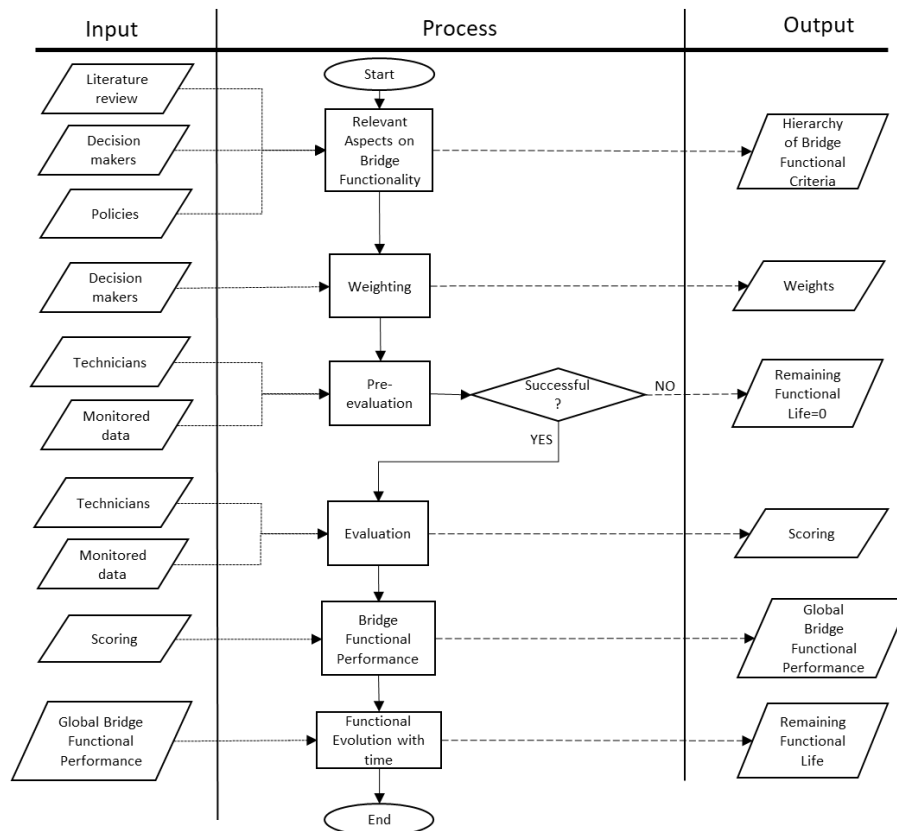 Input
Process
Output
Start
Literature
review
Decision
makers
Policies
Relevant
Aspects on
Bridge
Functionality
Hierarchy
of Bridge
Functional
Criteria
Decision
makers
Weighting
Weights
Technicians
Monitored
data
Pre-
evaluation
Successful
?
NO
YES
Remaining
Functional
Life=0
Technicians
Monitored
data
Evaluation
Scoring
Scoring
Bridge
Functional
Performance
Global
Bridge
Functional
Performance
Global Bridge
Functional
Performance
Functional
Evolution with
time
Remaining
Functional
Life
End